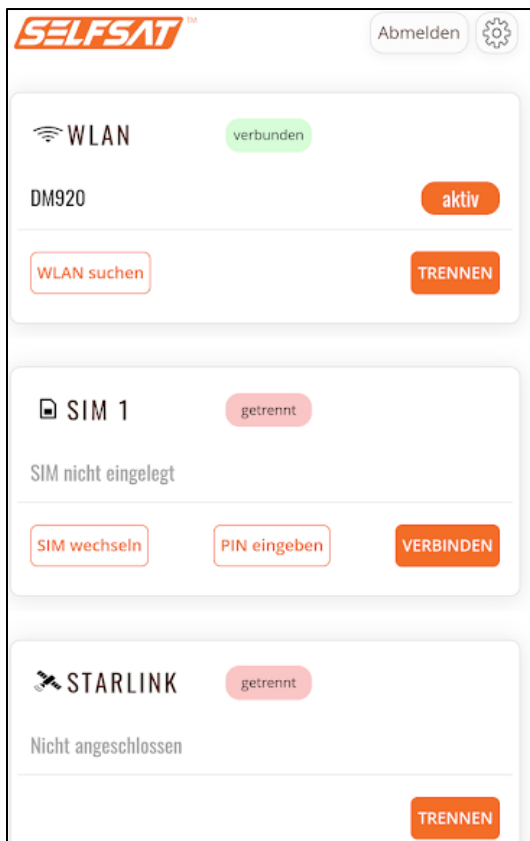 SELFSAT™
Abmelden
WLAN
verbunden
DM920
aktiv
WLAN suchen
TRENNEN
SIM 1
getrennt
SIM nicht eingelegt
SIM wechseln
PIN eingeben
VERBINDEN
STARLINK
getrennt
Nicht angeschlossen
TRENNEN